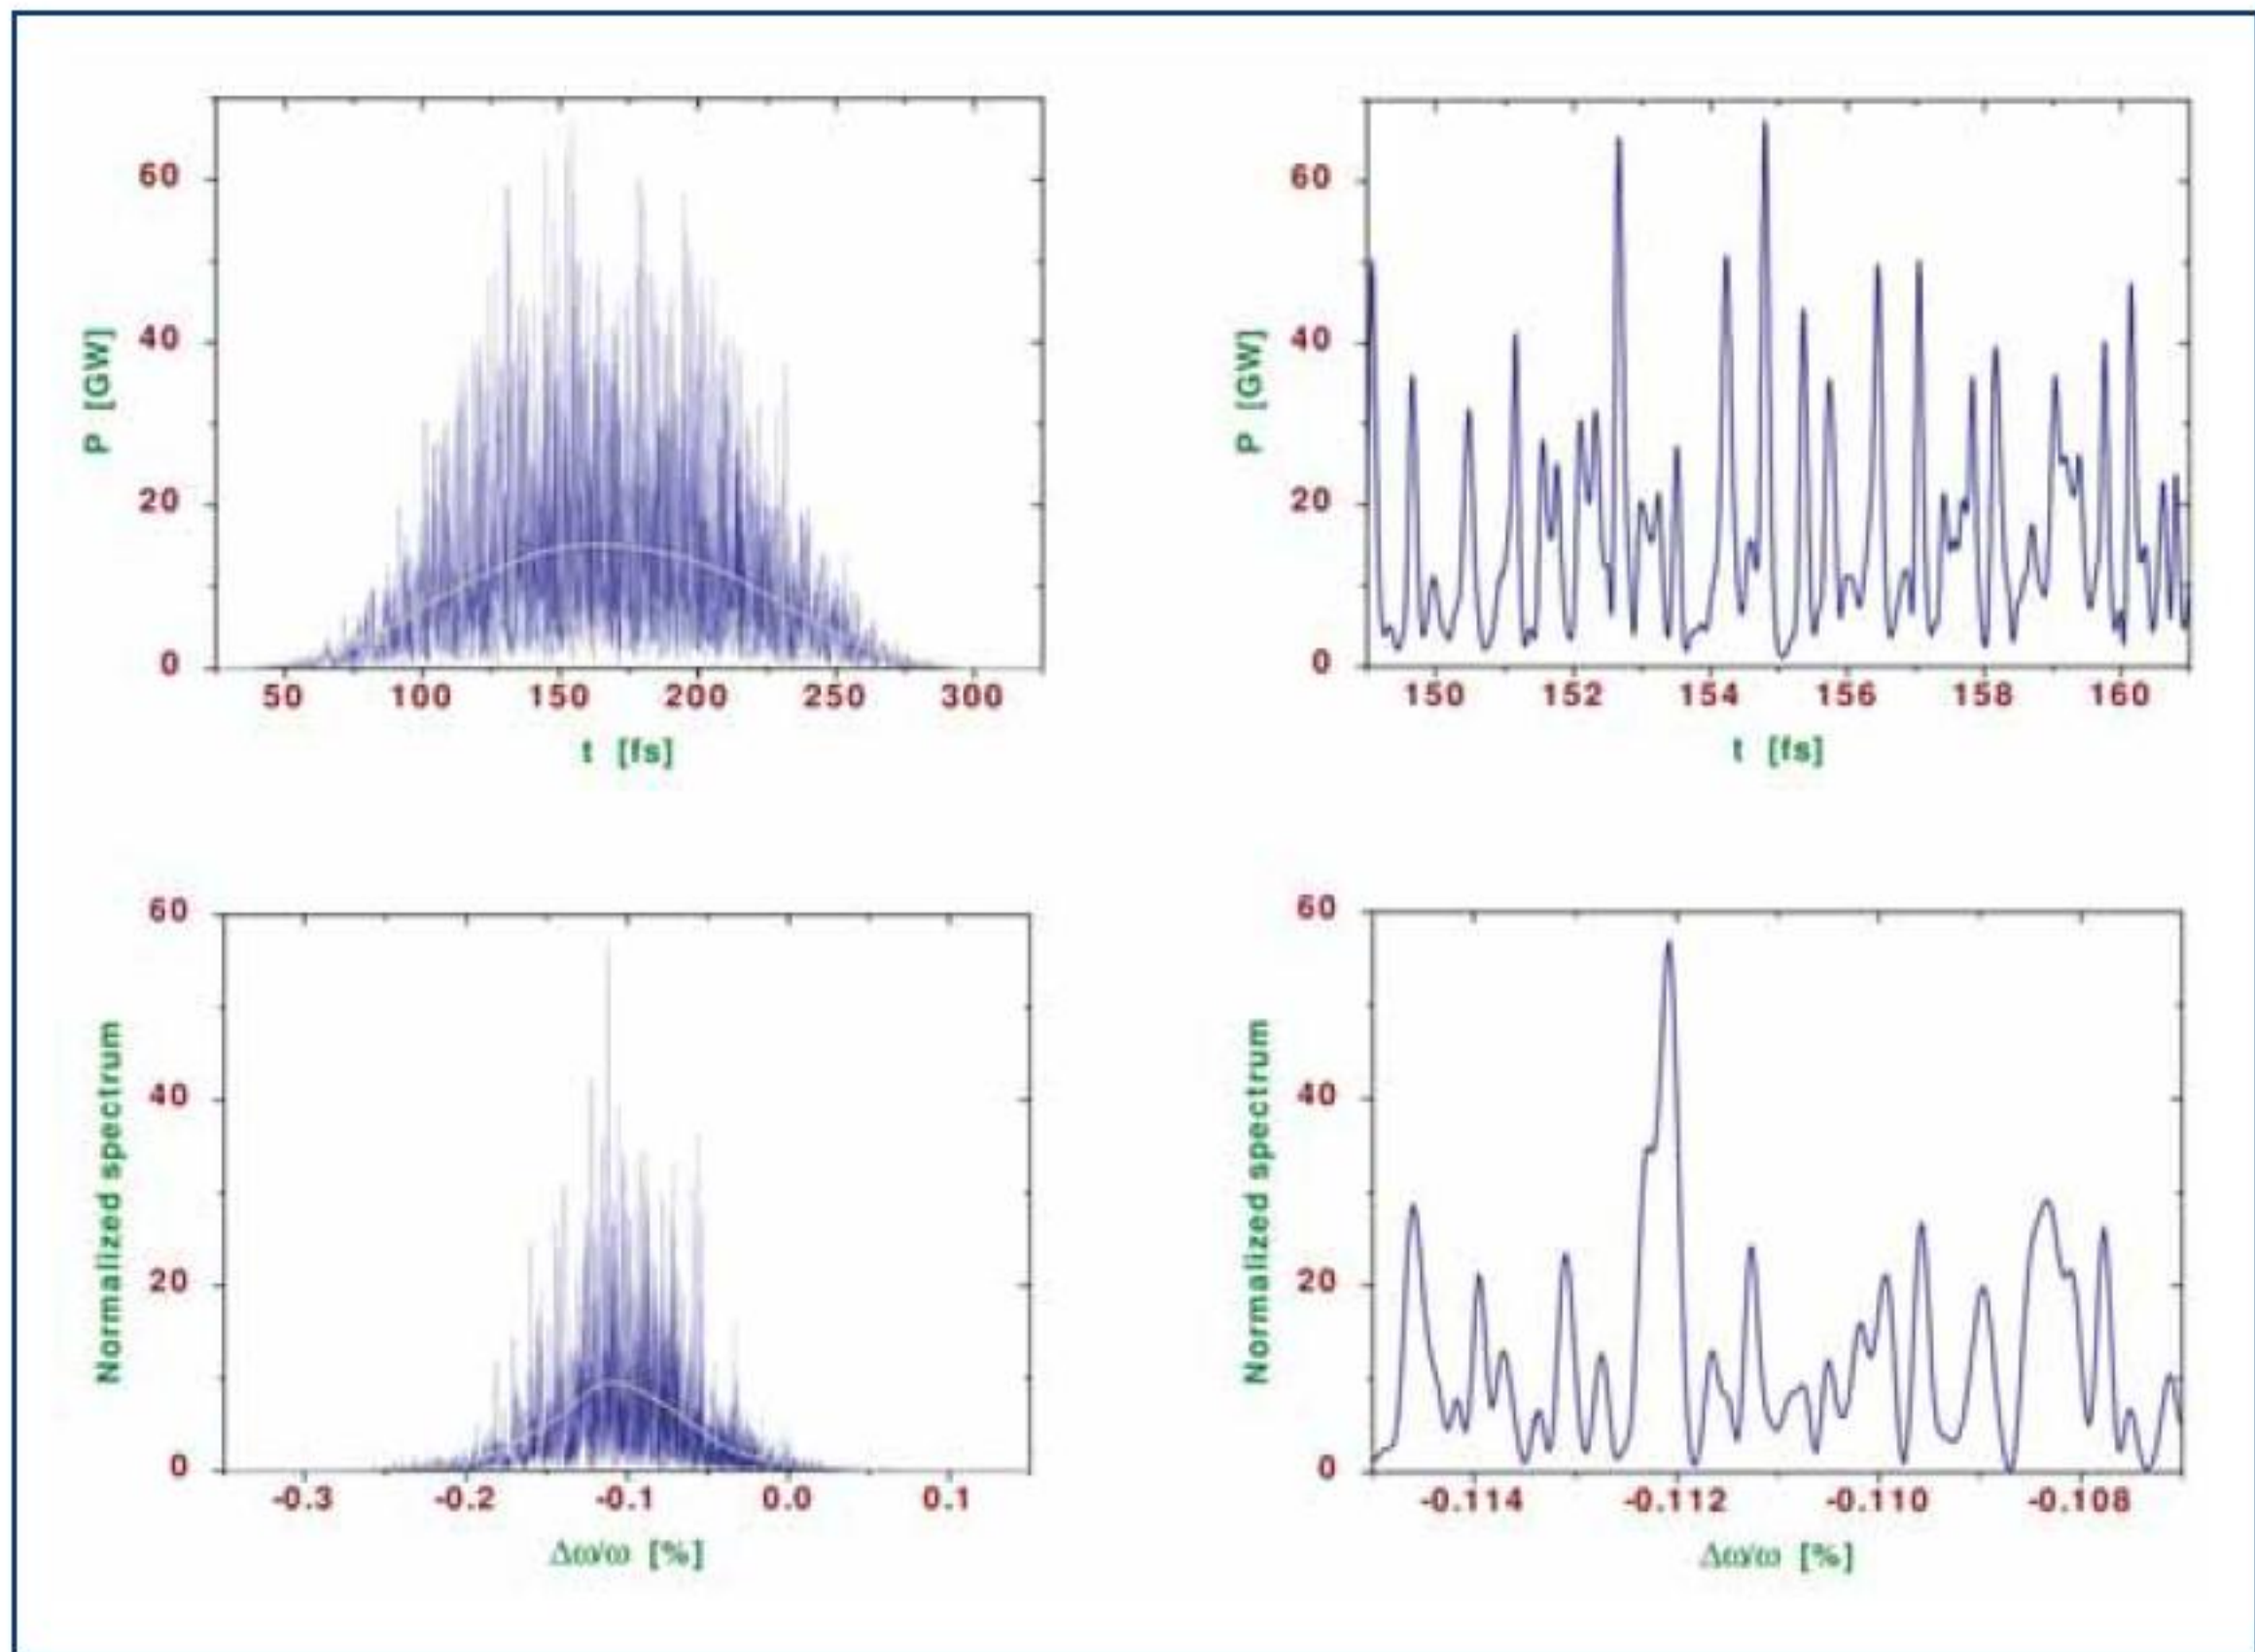 60
40
20
0
P [GW]
50 100 150 200 250 300
t [fs]
60
40
20
0
P [GW]
150 152 154 156 158 160
t [fs]
60
40
20
0
Normalized spectrum
-0.3 -0.2 -0.1 0.0 0.1
Δω/ω [%]
60
40
20
0
Normalized spectrum
-0.114 -0.112 -0.110 -0.108
Δω/ω [%]